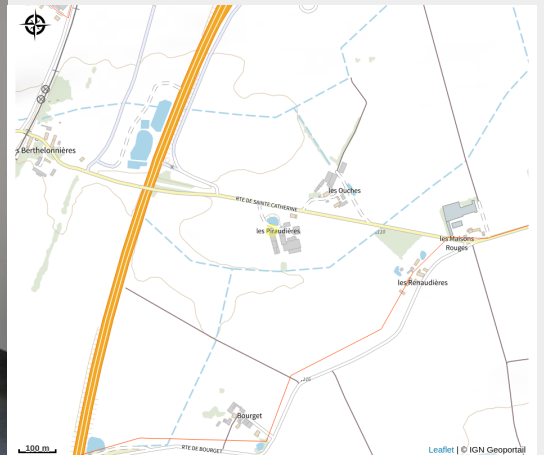 s Berthelonnières
les Ouches
RTE DE SAINTE CATHERINE
les Piraudières
les Maisons
Rouges
les Renaudières
Bourget
RTE DE BOURGET
100 m
Leaflet | © IGN Geoportail